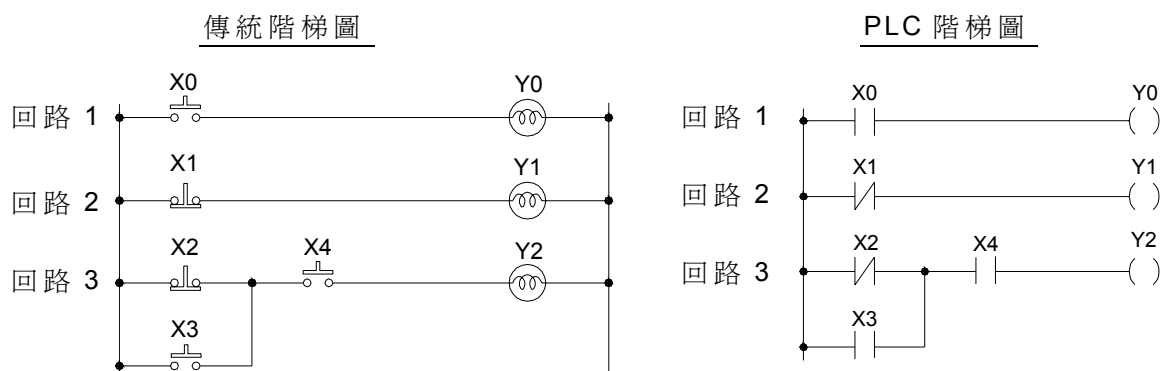 傳統階梯圖
X0 Y0
回路 1
X1 Y1
回路 2
X2 X4 Y2
回路 3
X3
PLC 階梯圖
X0 Y0
回路 1
X1 Y1
回路 2
X2 X4 Y2
回路 3
X3